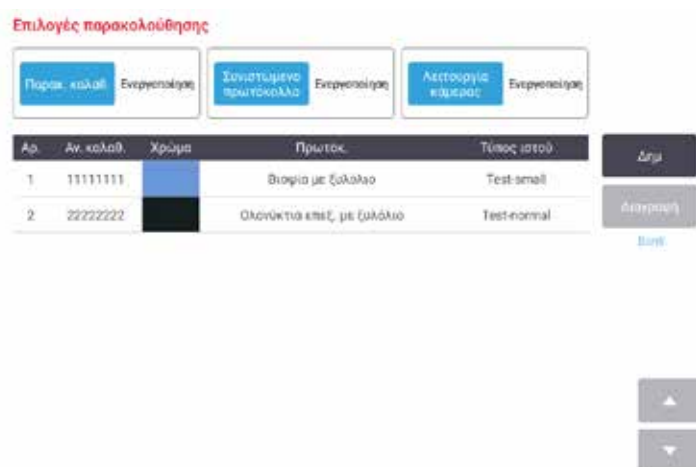 Επιλογές παρακολούθησης
Παρακ. καλαθ. Ενεργοποίηση
Συνιστώμενο πρωτόκολλο Ενεργοποίηση
Λειτουργία κάμερας Ενεργοποίηση
Αρ. Αν. καλαθ. Χρώμα Πρωτόκ. Τύπος ιστού
1 11111111 Βιοψία με ξυλόλιο Test-small
2 22222222 Ολονύκτια επεξ. με ξυλόλιο Test-normal
Δημ
Διαγραφή